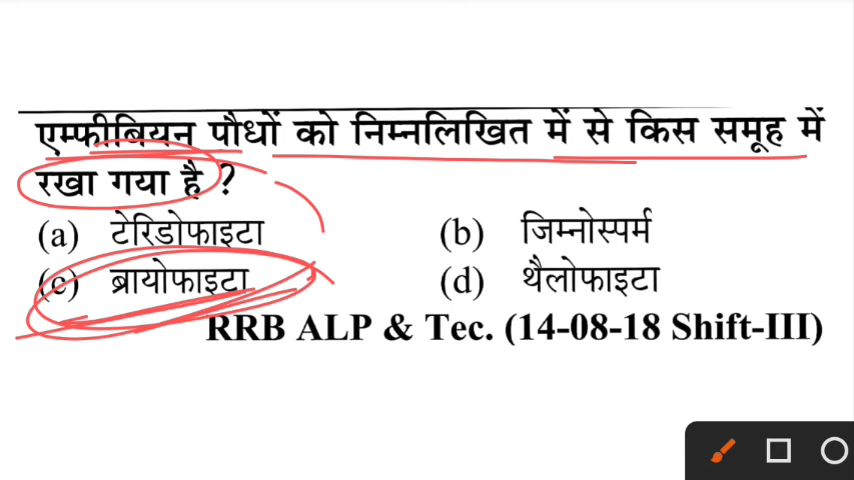 एम्फीबियन पौधों को निम्नलिखित में से किस समूह में
रखा गया है ?
(a) टेरिडोफाइटा (b) जिम्नोस्पर्म
(c) ब्रायोफाइटा (d) थैलोफाइटा
RRB ALP & Tec. (14-08-18 Shift-III)